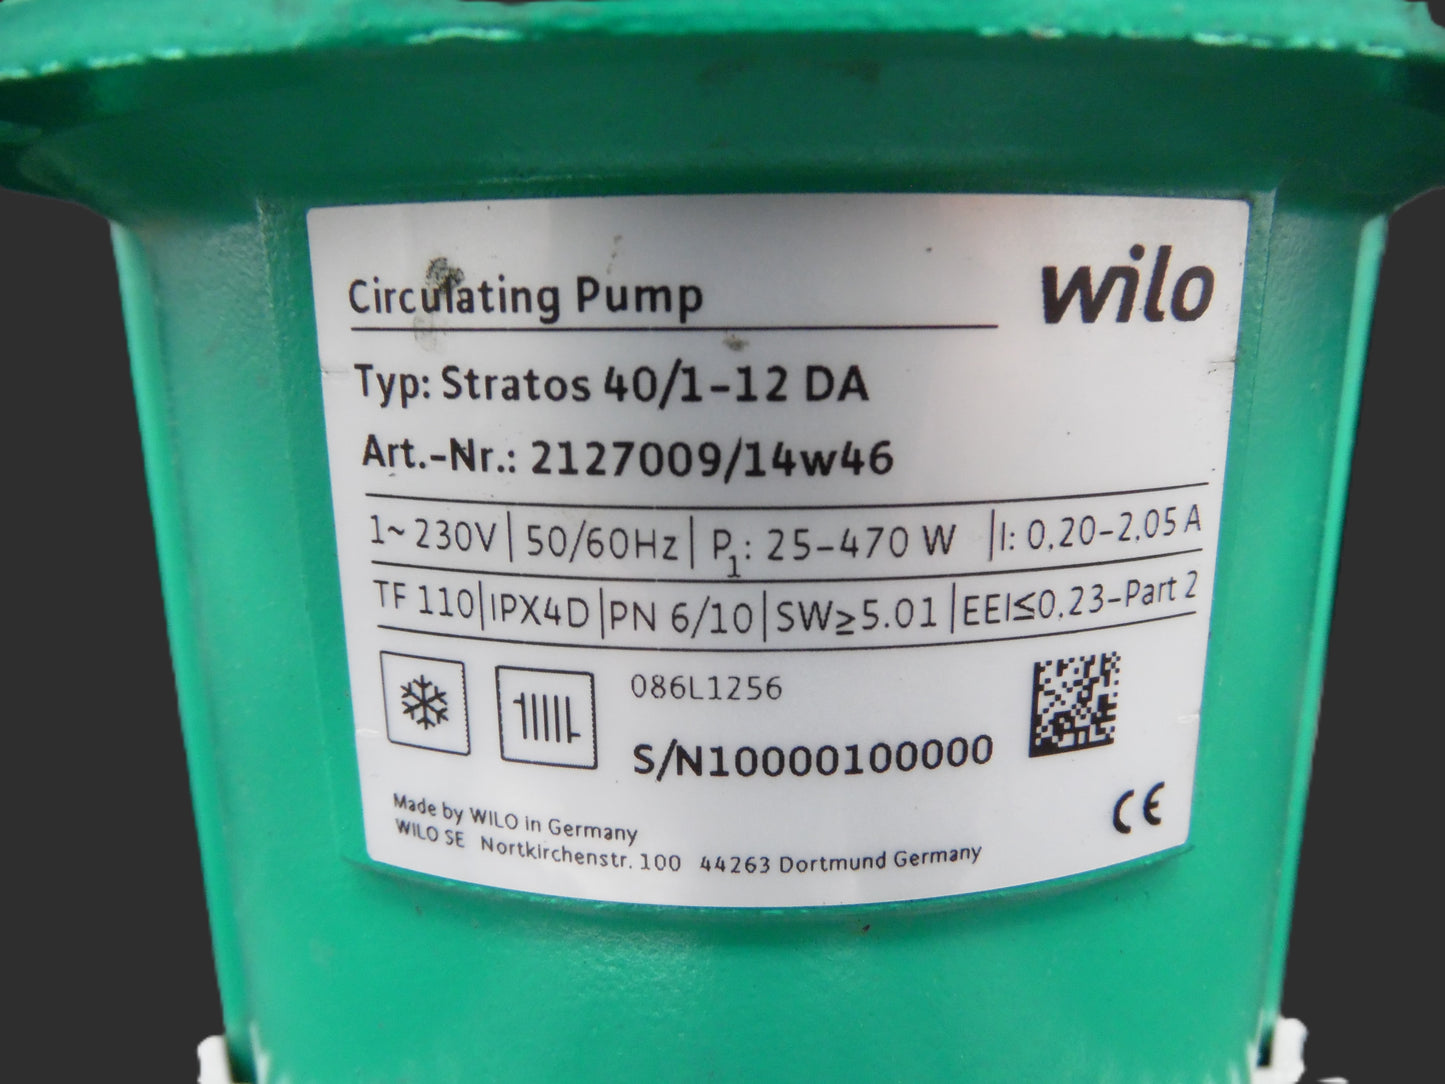 wilo
Circulating Pump
Typ: Stratos 40/1-12 DA
Art.-Nr.: 2127009/14w46
1~ 230V | 50/60Hz | P1: 25-470 W | I: 0,20-2,05 A
TF 110 | IPX4D | PN 6/10 | SW≥5.01 | EEI≤0,23-Part 2
086L1256
S/N10000100000
CE
Made by WILO in Germany
WILO SE Nortkirchenstr. 100 44263 Dortmund Germany